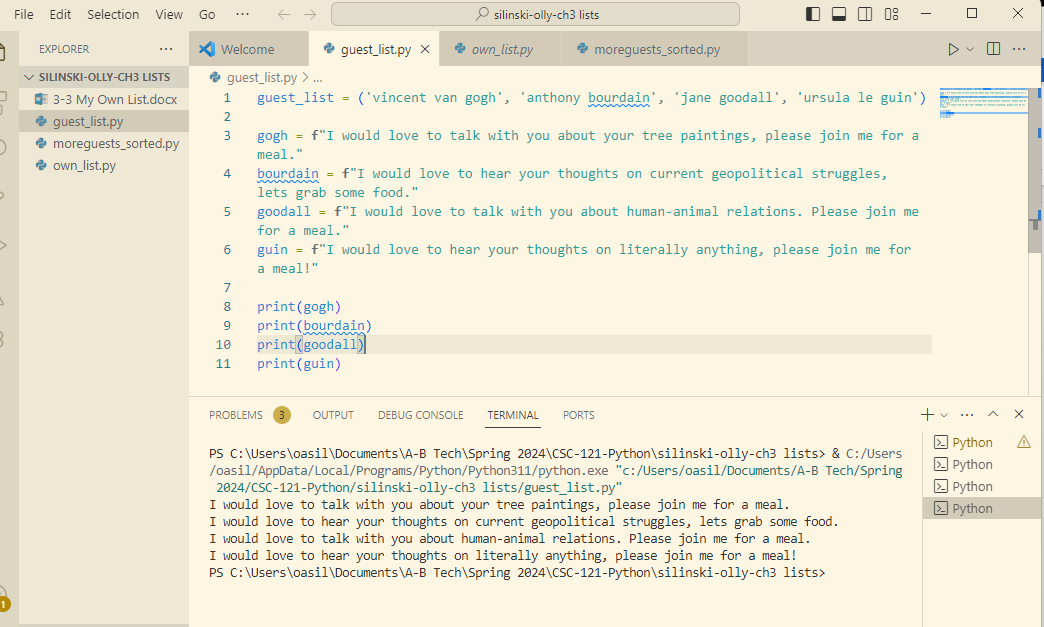 File Edit Selection View Go ··· silinski-olly-ch3 lists
EXPLORER ···
Welcome guest_list.py own_list.py moreguests_sorted.py ···
SILINSKI-OLLY-CH3 LISTS
3-3 My Own List.docx
guest_list.py
moreguests_sorted.py
own_list.py
guest_list.py > ...
1 guest_list = ('vincent van gogh', 'anthony bourdain', 'jane goodall', 'ursula le guin')
2
3 gogh = f"I would love to talk with you about your tree paintings, please join me for a
meal."
4 bourdain = f"I would love to hear your thoughts on current geopolitical struggles,
lets grab some food."
5 goodall = f"I would love to talk with you about human-animal relations. Please join me
for a meal."
6 guin = f"I would love to hear your thoughts on literally anything, please join me for
a meal!"
7
8 print(gogh)
9 print(bourdain)
10 print(goodall)
11 print(guin)
PROBLEMS 3 OUTPUT DEBUG CONSOLE TERMINAL PORTS ···
PS C:\Users\oasil\Documents\A-B Tech\Spring 2024\CSC-121-Python\silinski-olly-ch3 lists> & C:/Users
/oasil/AppData/Local/Programs/Python/Python311/python.exe "c:/Users/oasil/Documents/A-B Tech/Spring
2024/CSC-121-Python/silinski-olly-ch3 lists/guest_list.py"
I would love to talk with you about your tree paintings, please join me for a meal.
I would love to hear your thoughts on current geopolitical struggles, lets grab some food.
I would love to talk with you about human-animal relations. Please join me for a meal.
I would love to hear your thoughts on literally anything, please join me for a meal!
PS C:\Users\oasil\Documents\A-B Tech\Spring 2024\CSC-121-Python\silinski-olly-ch3 lists>
Python
Python
Python
Python
1